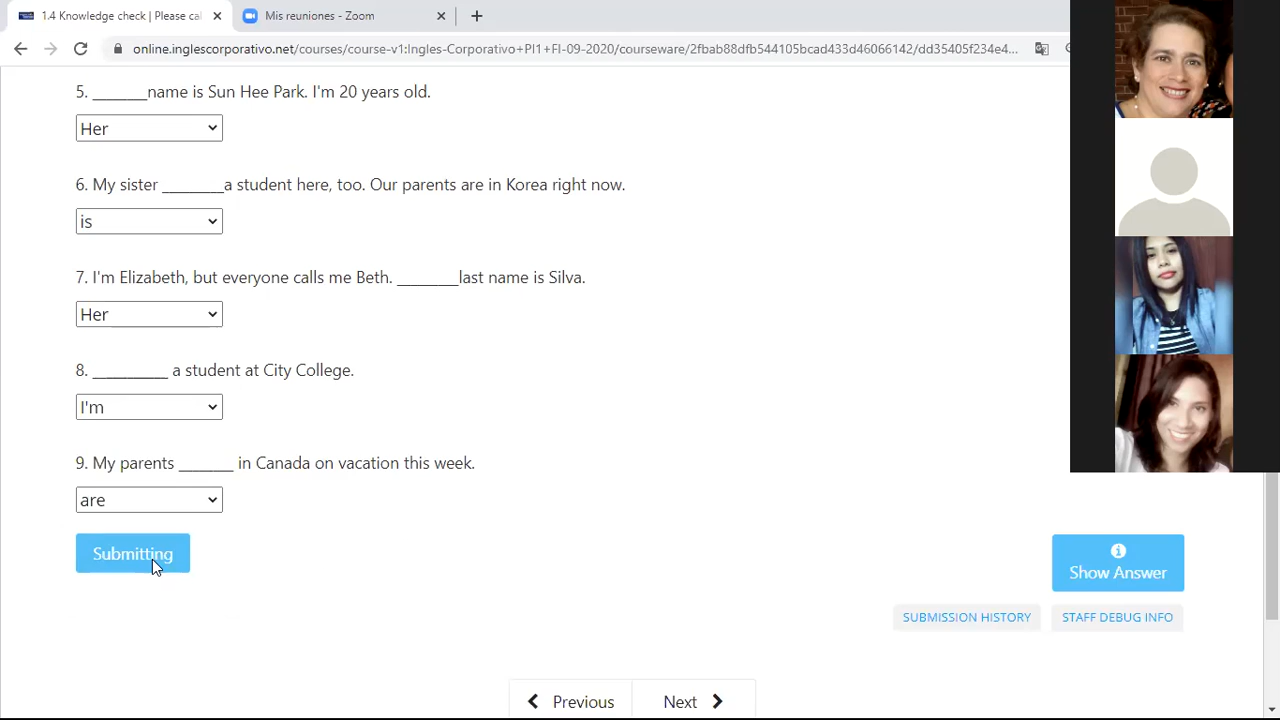 1.4 Knowledge check | Please ca
Mis reuniones - Zoom
online.inglescorporativo.net/courses/course-v1:Ingles-Corporativo+PI1+FI-09-2020/courseware/2fbab88db544105bcad433d46066142/dd35405f234e4...
5. _______name is Sun Hee Park. I'm 20 years old.
Her
6. My sister ________a student here, too. Our parents are in Korea right now.
is
7. I'm Elizabeth, but everyone calls me Beth. ________last name is Silva.
Her
8. __________ a student at City College.
I'm
9. My parents _______ in Canada on vacation this week.
are
Submitting
Show Answer
SUBMISSION HISTORY
STAFF DEBUG INFO
Previous
Next